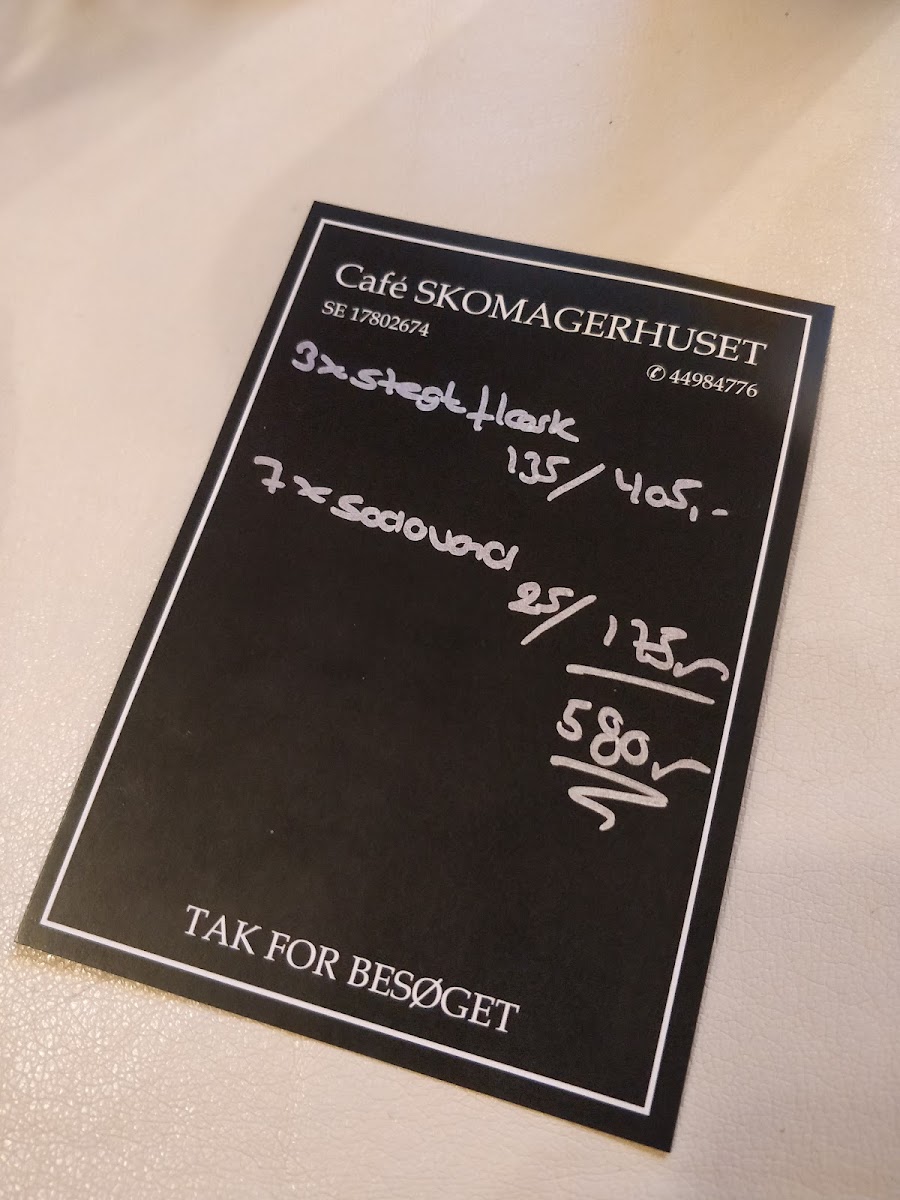 Café SKOMAGERHUSET
SE 17802674
✆ 44984776
3x stegt flæsk
135/ 405,-
7x Sodavand
25/ 175,-
580,-
TAK FOR BESØGET